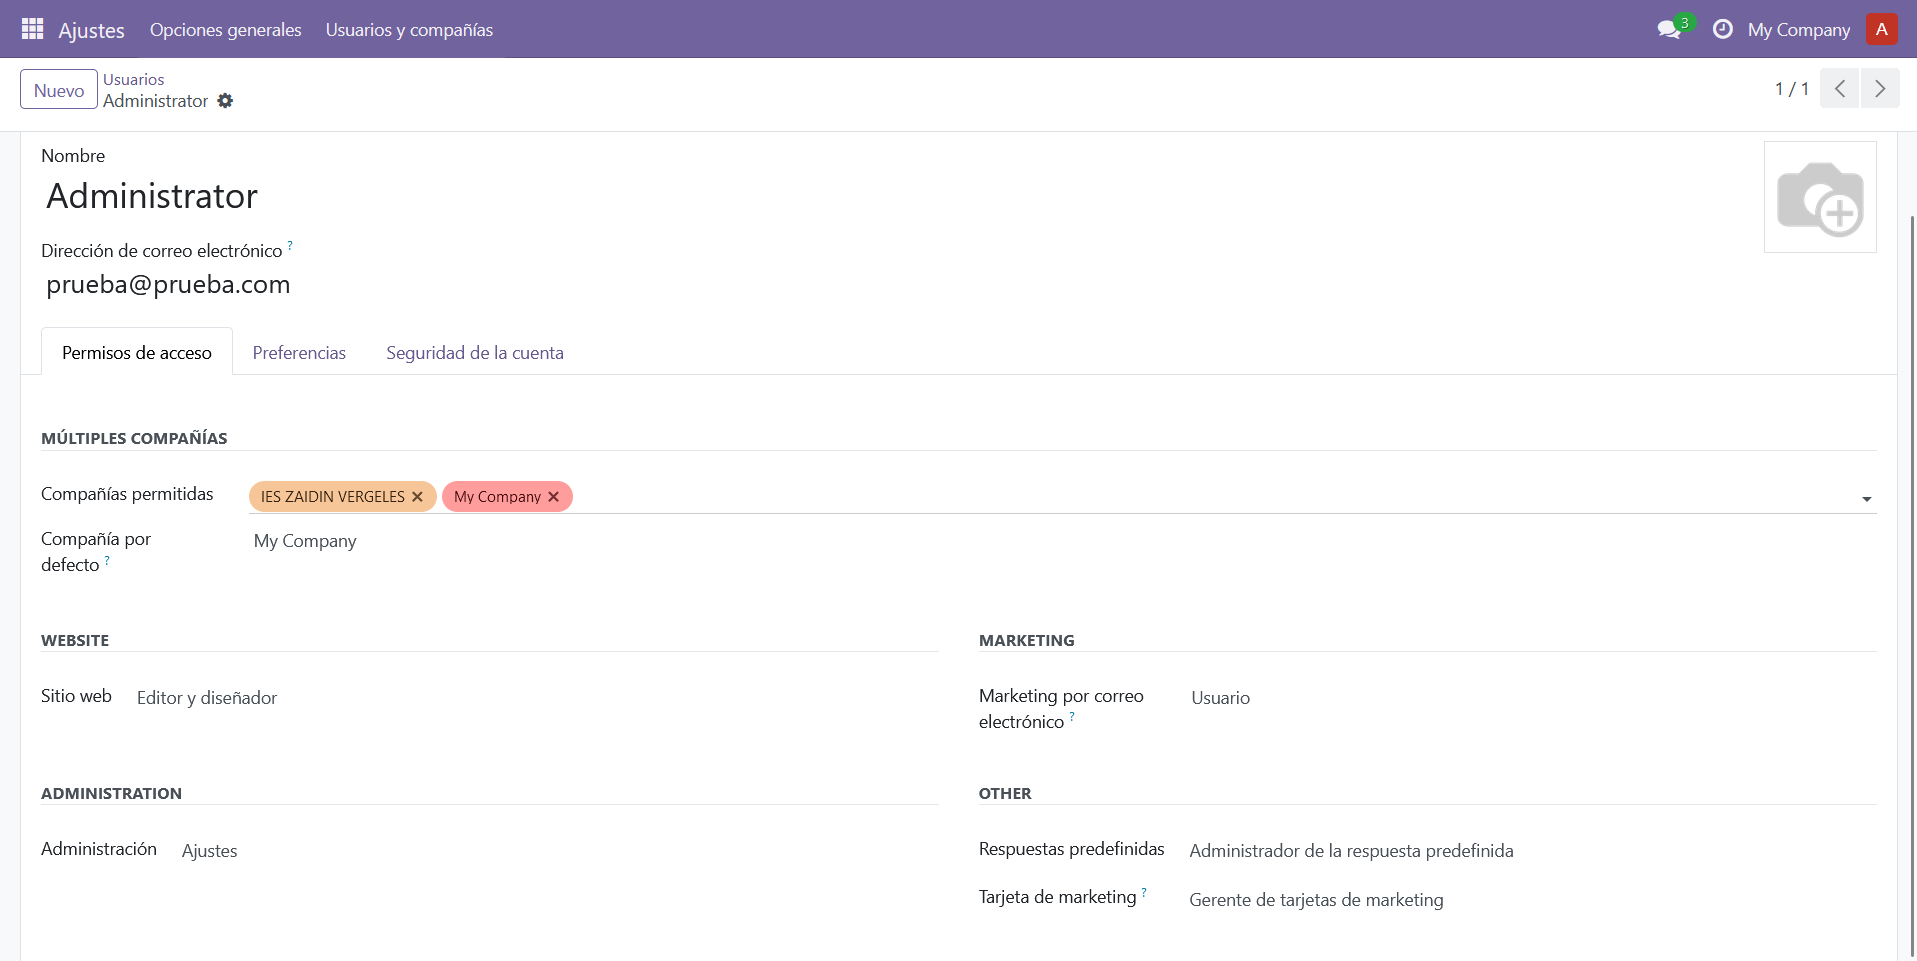 Ajustes Opciones generales Usuarios y compañías 3 My Company A
Nuevo Usuarios
Administrator
1 / 1
Nombre
Administrator
Dirección de correo electrónico ?
prueba@prueba.com
Permisos de acceso Preferencias Seguridad de la cuenta
MÚLTIPLES COMPAÑÍAS
Compañías permitidas IES ZAIDIN VERGELES My Company
Compañía por
defecto ?
My Company
WEBSITE
Sitio web Editor y diseñador
MARKETING
Marketing por correo
electrónico ?
Usuario
ADMINISTRATION
Administración Ajustes
OTHER
Respuestas predefinidas Administrador de la respuesta predefinida
Tarjeta de marketing ? Gerente de tarjetas de marketing